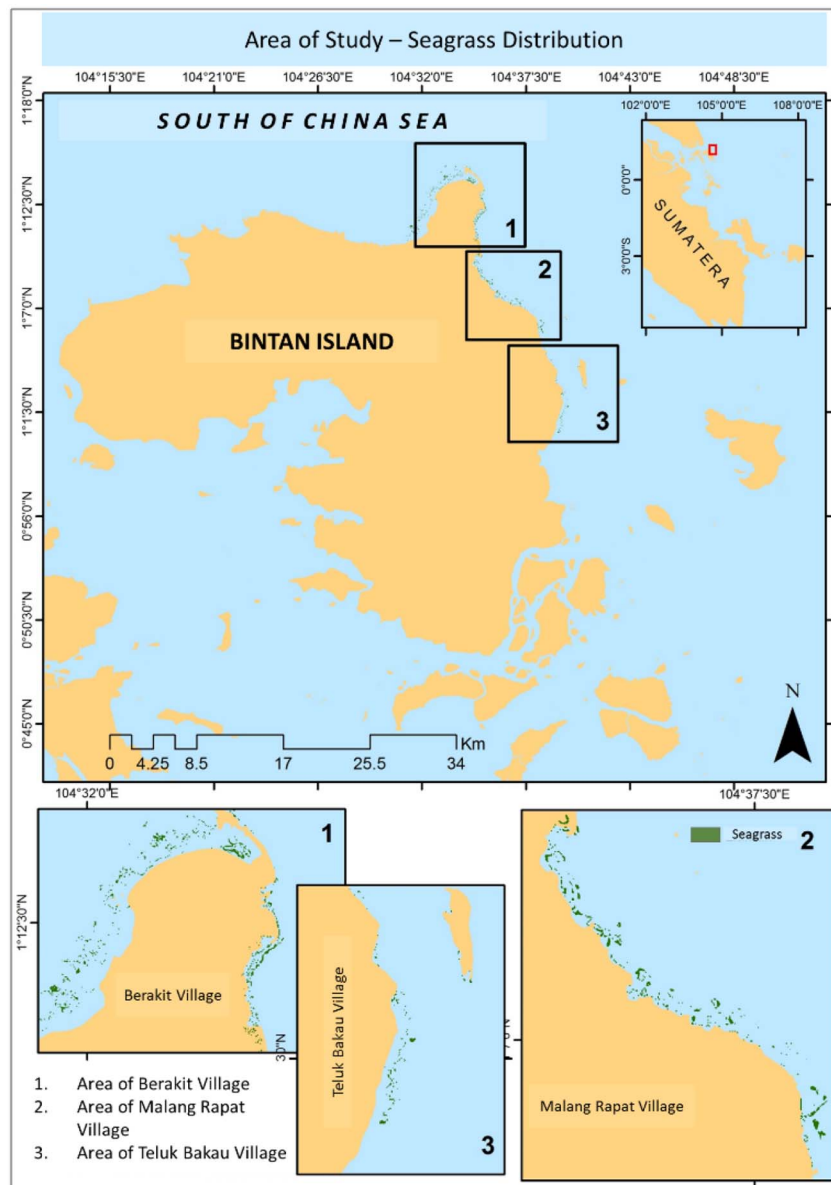 Area of Study – Seagrass Distribution
104°15'30"E 104°21'0"E 104°26'30"E 104°32'0"E 104°37'30"E 104°43'0"E 104°48'30"E
1°18'0"N
SOUTH OF CHINA SEA
102°0'0"E 105°0'0"E 108°0'0"E
0°0'0"
3°0'0"S
SUMATERA
1°12'30"N
1
2
1°7'0"N
BINTAN ISLAND
3
1°1'30"N
0°56'0"N
0°50'30"N
0°45'0"N
N
Km
0 4.25 8.5 17 25.5 34
104°32'0"E
104°37'30"E
1
1°12'30"N
Berakit Village
Teluk Bakau Village
30'
3
Seagrass
2
Malang Rapat Village
1. Area of Berakit Village
2. Area of Malang Rapat
Village
3. Area of Teluk Bakau Village